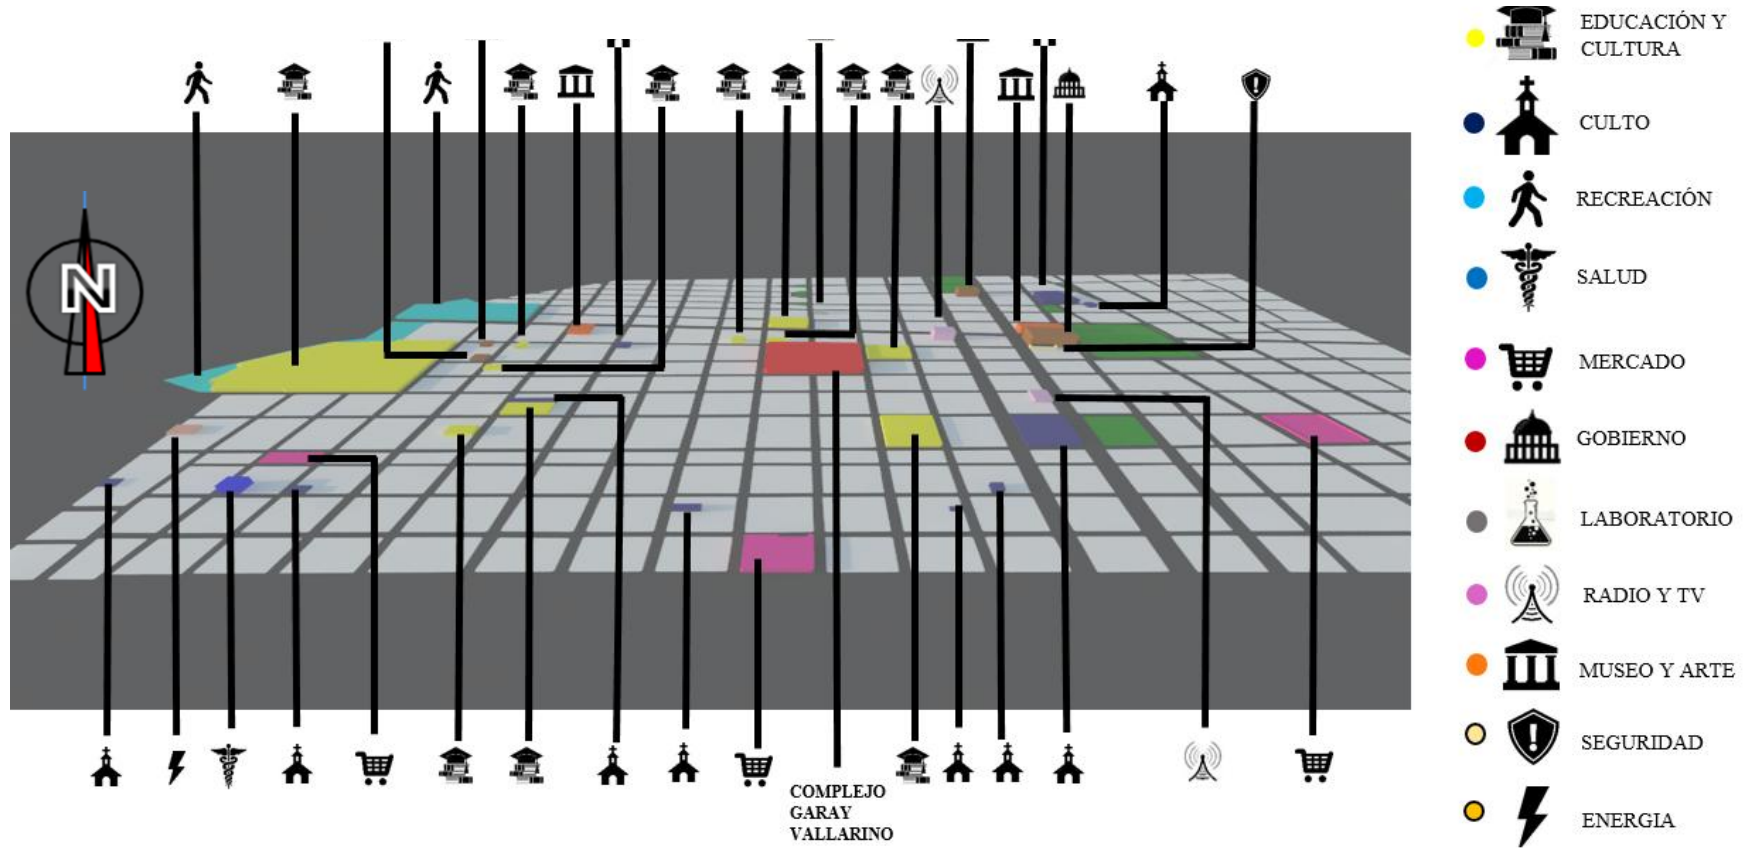 EDUCACIÓN Y
CULTURA
CULTO
RECREACIÓN
SALUD
MERCADO
GOBIERNO
LABORATORIO
RADIO Y TV
MUSEO Y ARTE
SEGURIDAD
ENERGIA
N
COMPLEJO
GARAY
VALLARINO